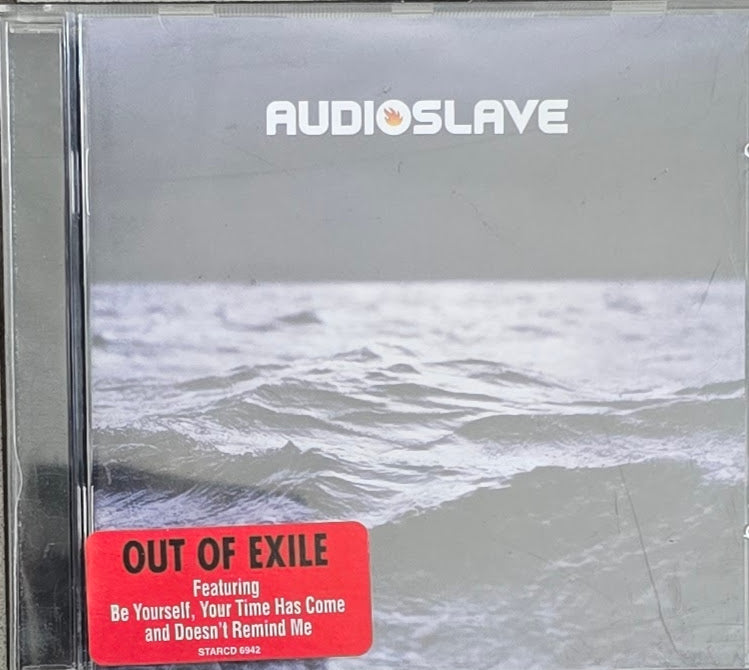 AUDIOSLAVE
OUT OF EXILE
Featuring
Be Yourself, Your Time Has Come
and Doesn't Remind Me
STARCD 6942